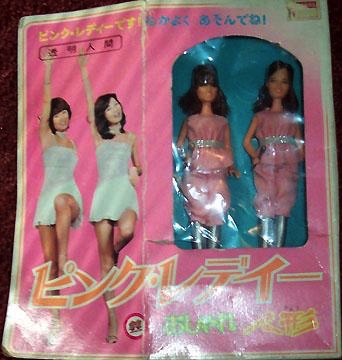 ピンク・レディーです!なかよく あそんでね!
透明人間
ピンク・レディー
おしゃれ人形